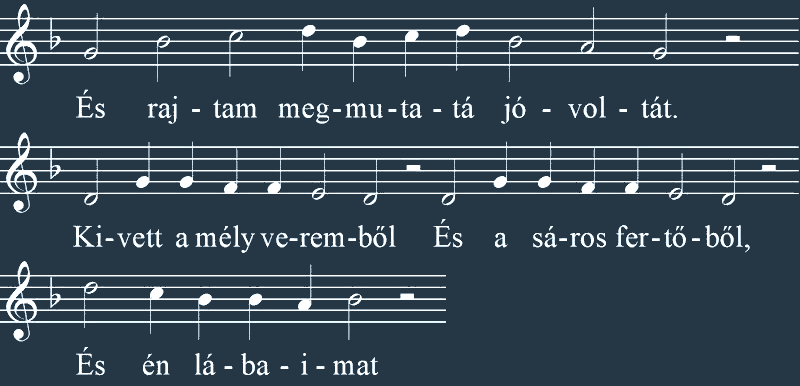 És raj - tam meg-mu-ta-tá jó - vol - tát.
Ki-vett a mély ve-rem-ből És a sá-ros fer-tő-ből,
És én lá - ba - i - mat